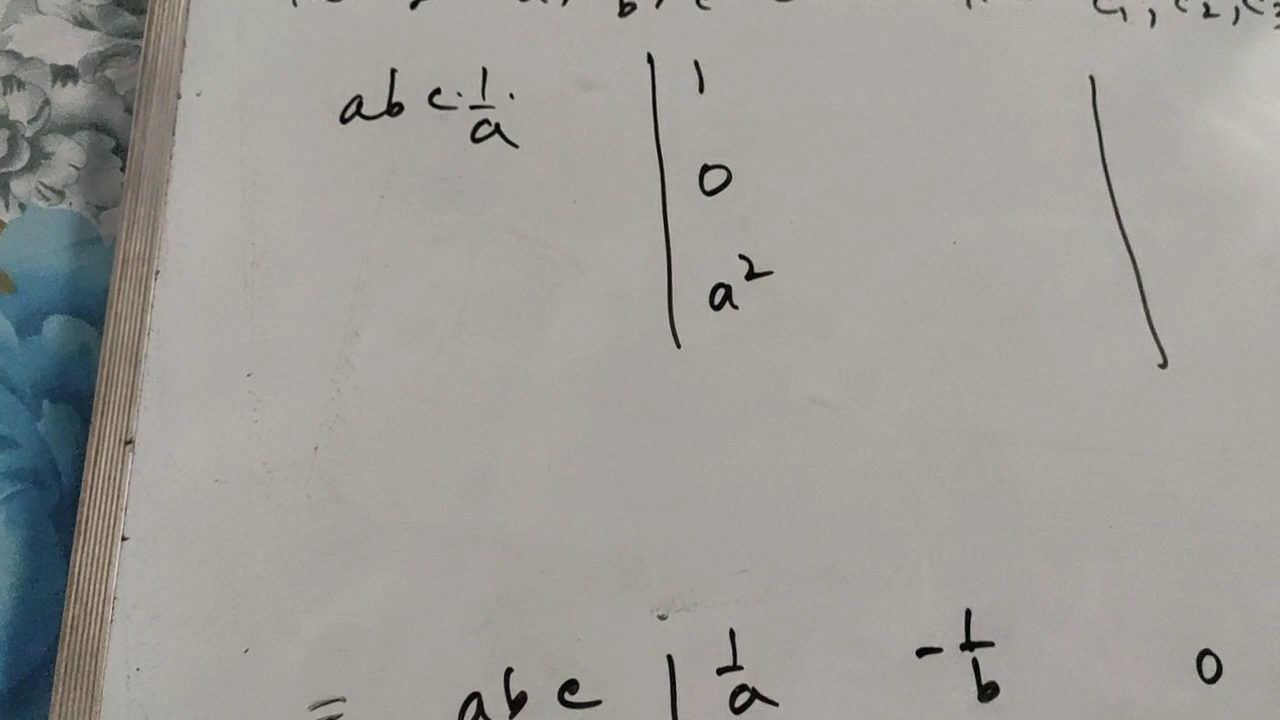 abc·1/a· | 1 |
0
a²
= abc | 1/a -1/b 0